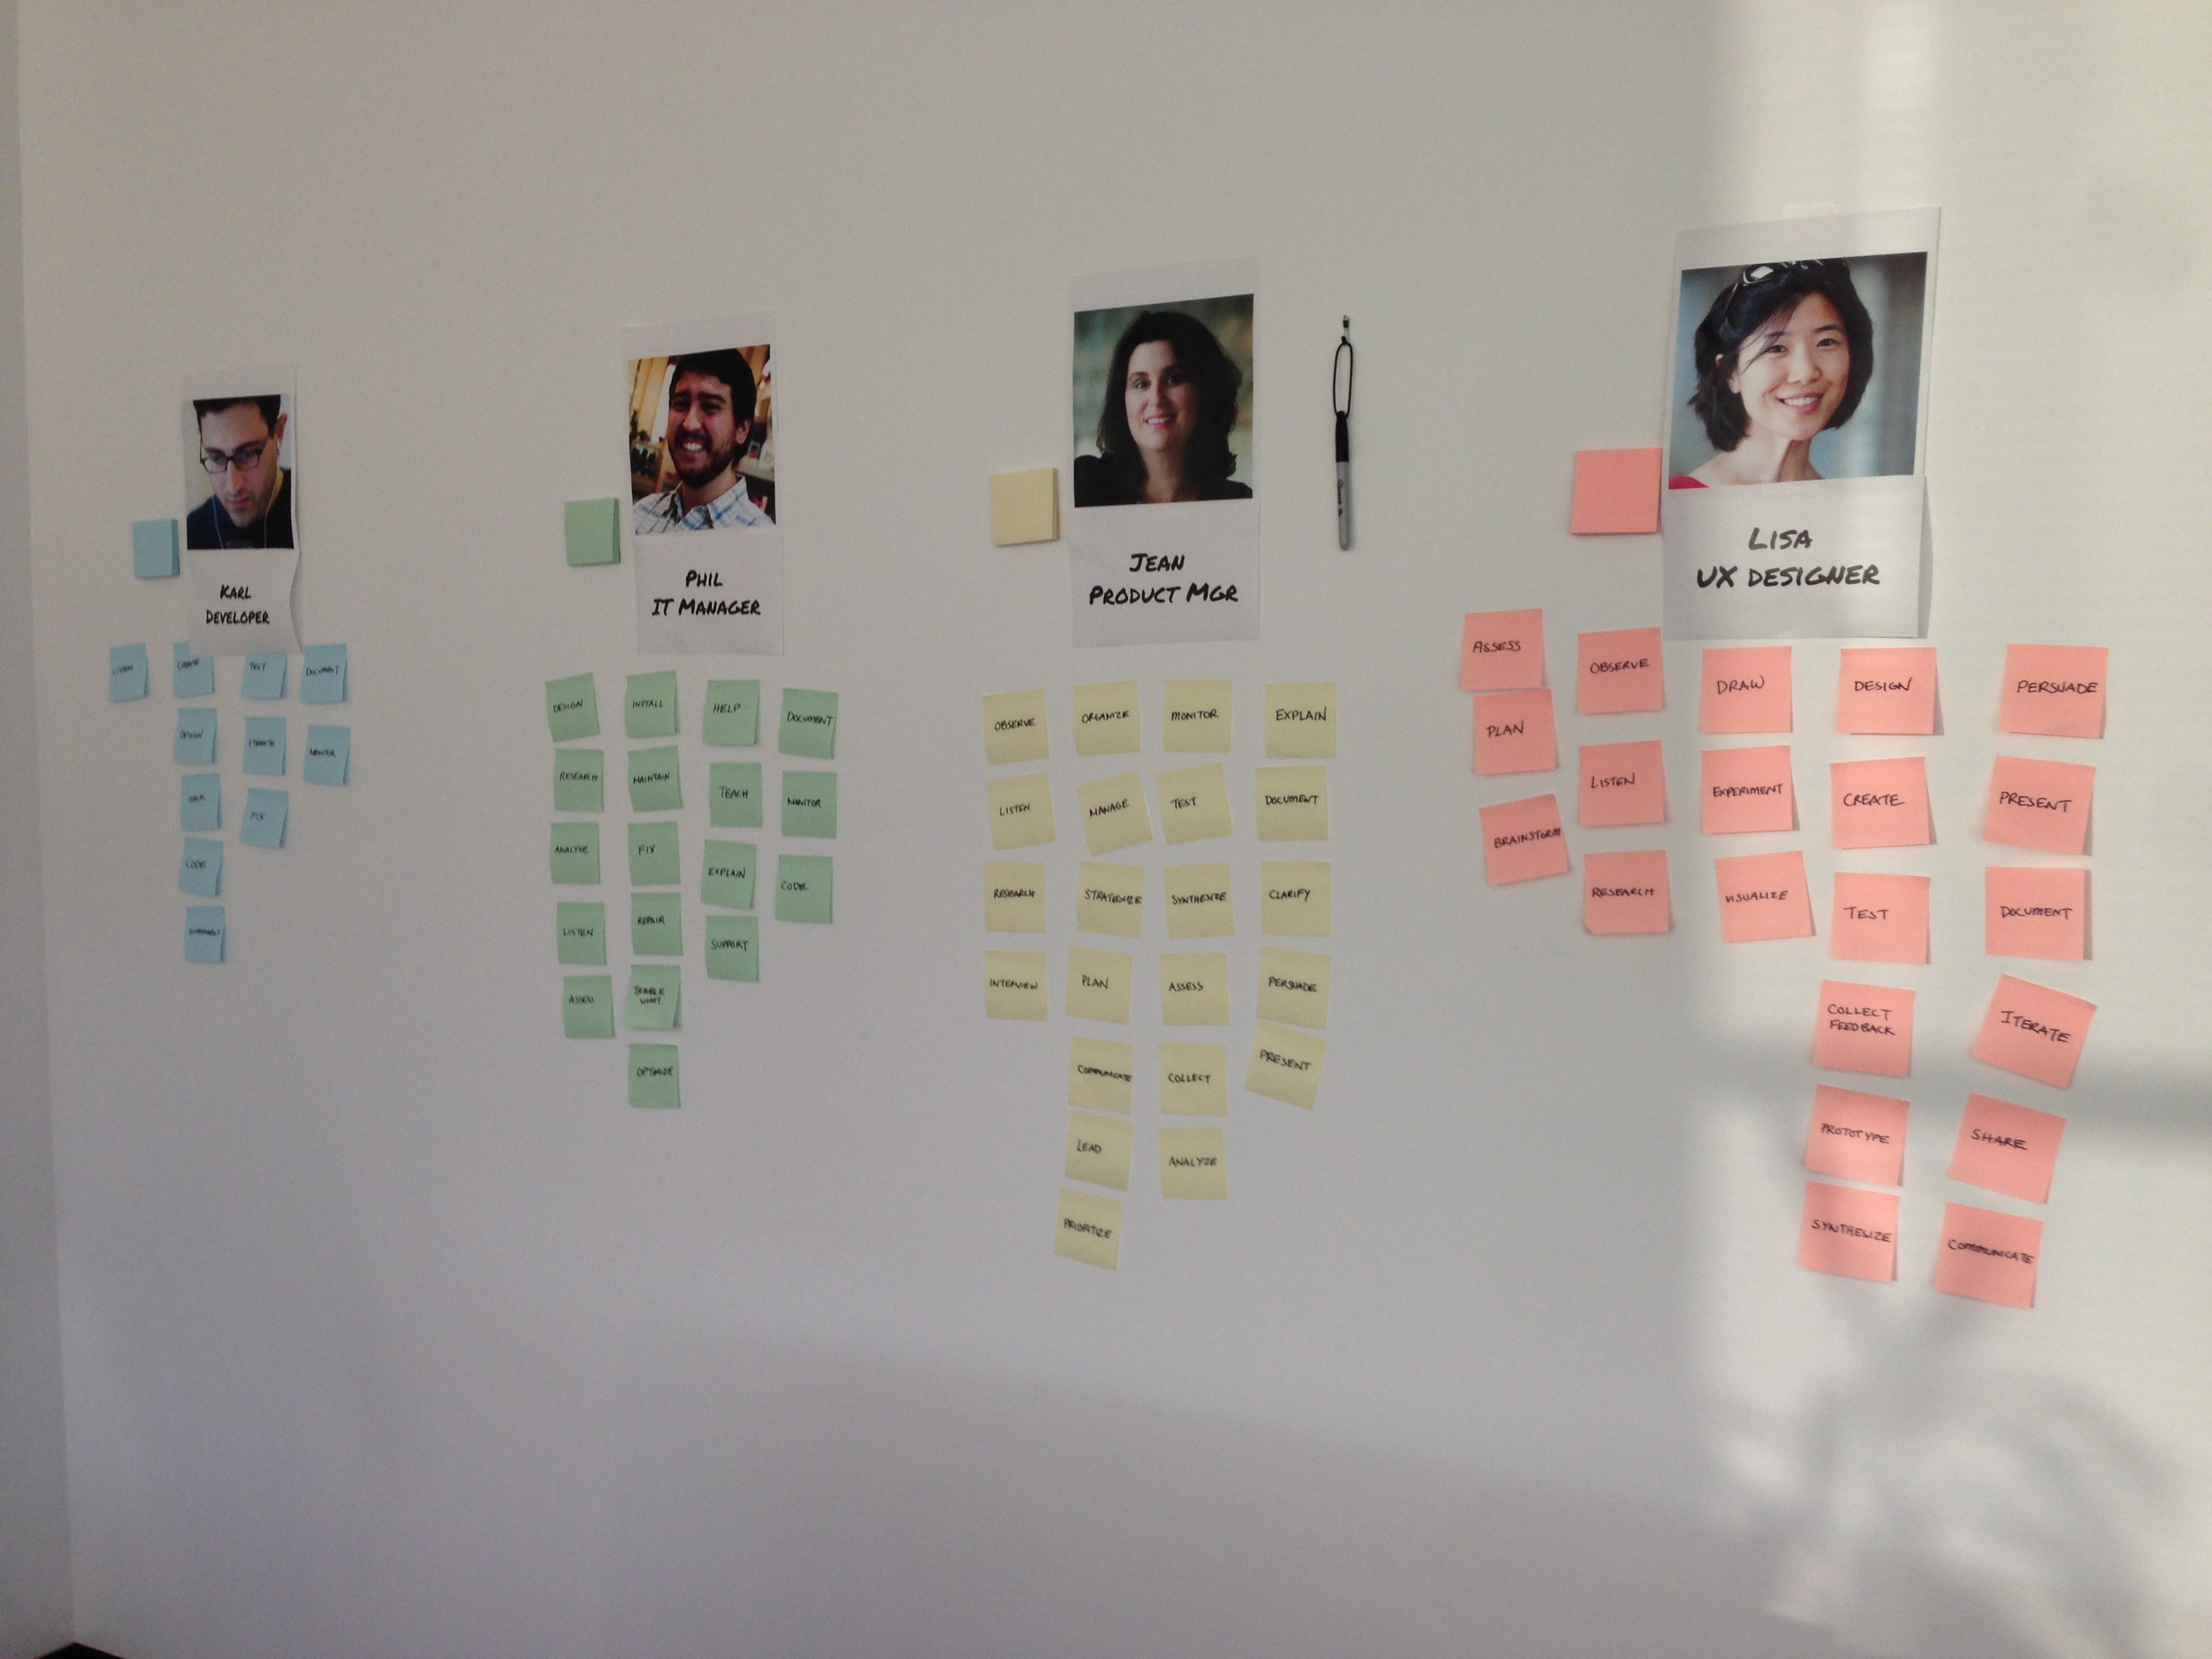 KARL
DEVELOPER
LISTEN
CREATE
DESIGN
HACK
CODE
TEST
ITERATE
FIX
DOCUMENT
MONITOR
PHIL
IT MANAGER
DESIGN
RESEARCH
ANALYZE
LISTEN
ASSESS
INSTALL
MAINTAIN
FIX
REPAIR
TROUBLE
SHOOT
OPTIMIZE
HELP
TEACH
EXPLAIN
SUPPORT
DOCUMENT
MONITOR
CODE
JEAN
PRODUCT MGR
OBSERVE
LISTEN
RESEARCH
INTERVIEW
ORGANIZE
MANAGE
STRATEGIZE
PLAN
COMMUNICATE
LEAD
PRIORITIZE
MONITOR
TEST
SYNTHESIZE
ASSESS
COLLECT
ANALYZE
EXPLAIN
DOCUMENT
CLARIFY
PERSUADE
PRESENT
LISA
UX DESIGNER
ASSESS
PLAN
BRAINSTORM
OBSERVE
LISTEN
RESEARCH
DRAW
EXPERIMENT
VISUALIZE
DESIGN
CREATE
TEST
COLLECT
FEEDBACK
PROTOTYPE
SYNTHESIZE
PERSUADE
PRESENT
DOCUMENT
ITERATE
SHARE
COMMUNICATE